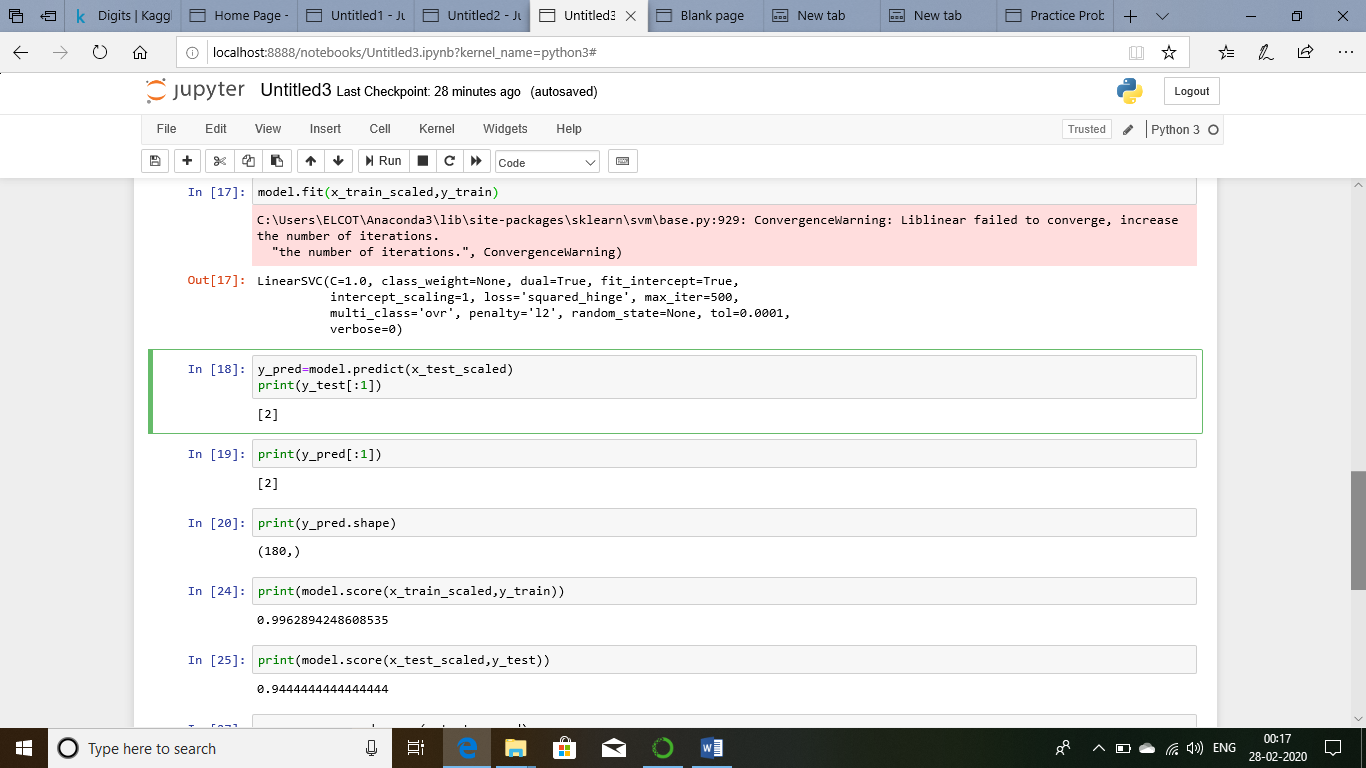 Digits | Kaggl
Home Page -
Untitled1 - Ju
Untitled2 - Ju
Untitled3
Blank page
New tab
New tab
Practice Prob
localhost:8888/notebooks/Untitled3.ipynb?kernel_name=python3#
jupyter Untitled3 Last Checkpoint: 28 minutes ago (autosaved)
Logout
File Edit View Insert Cell Kernel Widgets Help
Trusted
Python 3
Run
Code
In [17]: model.fit(x_train_scaled,y_train)
C:\Users\ELCOT\Anaconda3\lib\site-packages\sklearn\svm\base.py:929: ConvergenceWarning: Liblinear failed to converge, increase
the number of iterations.
"the number of iterations.", ConvergenceWarning)
Out[17]: LinearSVC(C=1.0, class_weight=None, dual=True, fit_intercept=True,
intercept_scaling=1, loss='squared_hinge', max_iter=500,
multi_class='ovr', penalty='l2', random_state=None, tol=0.0001,
verbose=0)
In [18]: y_pred=model.predict(x_test_scaled)
print(y_test[:1])
[2]
In [19]: print(y_pred[:1])
[2]
In [20]: print(y_pred.shape)
(180,)
In [24]: print(model.score(x_train_scaled,y_train))
0.9962894248608535
In [25]: print(model.score(x_test_scaled,y_test))
0.9444444444444444
Type here to search
ENG
00:17
28-02-2020